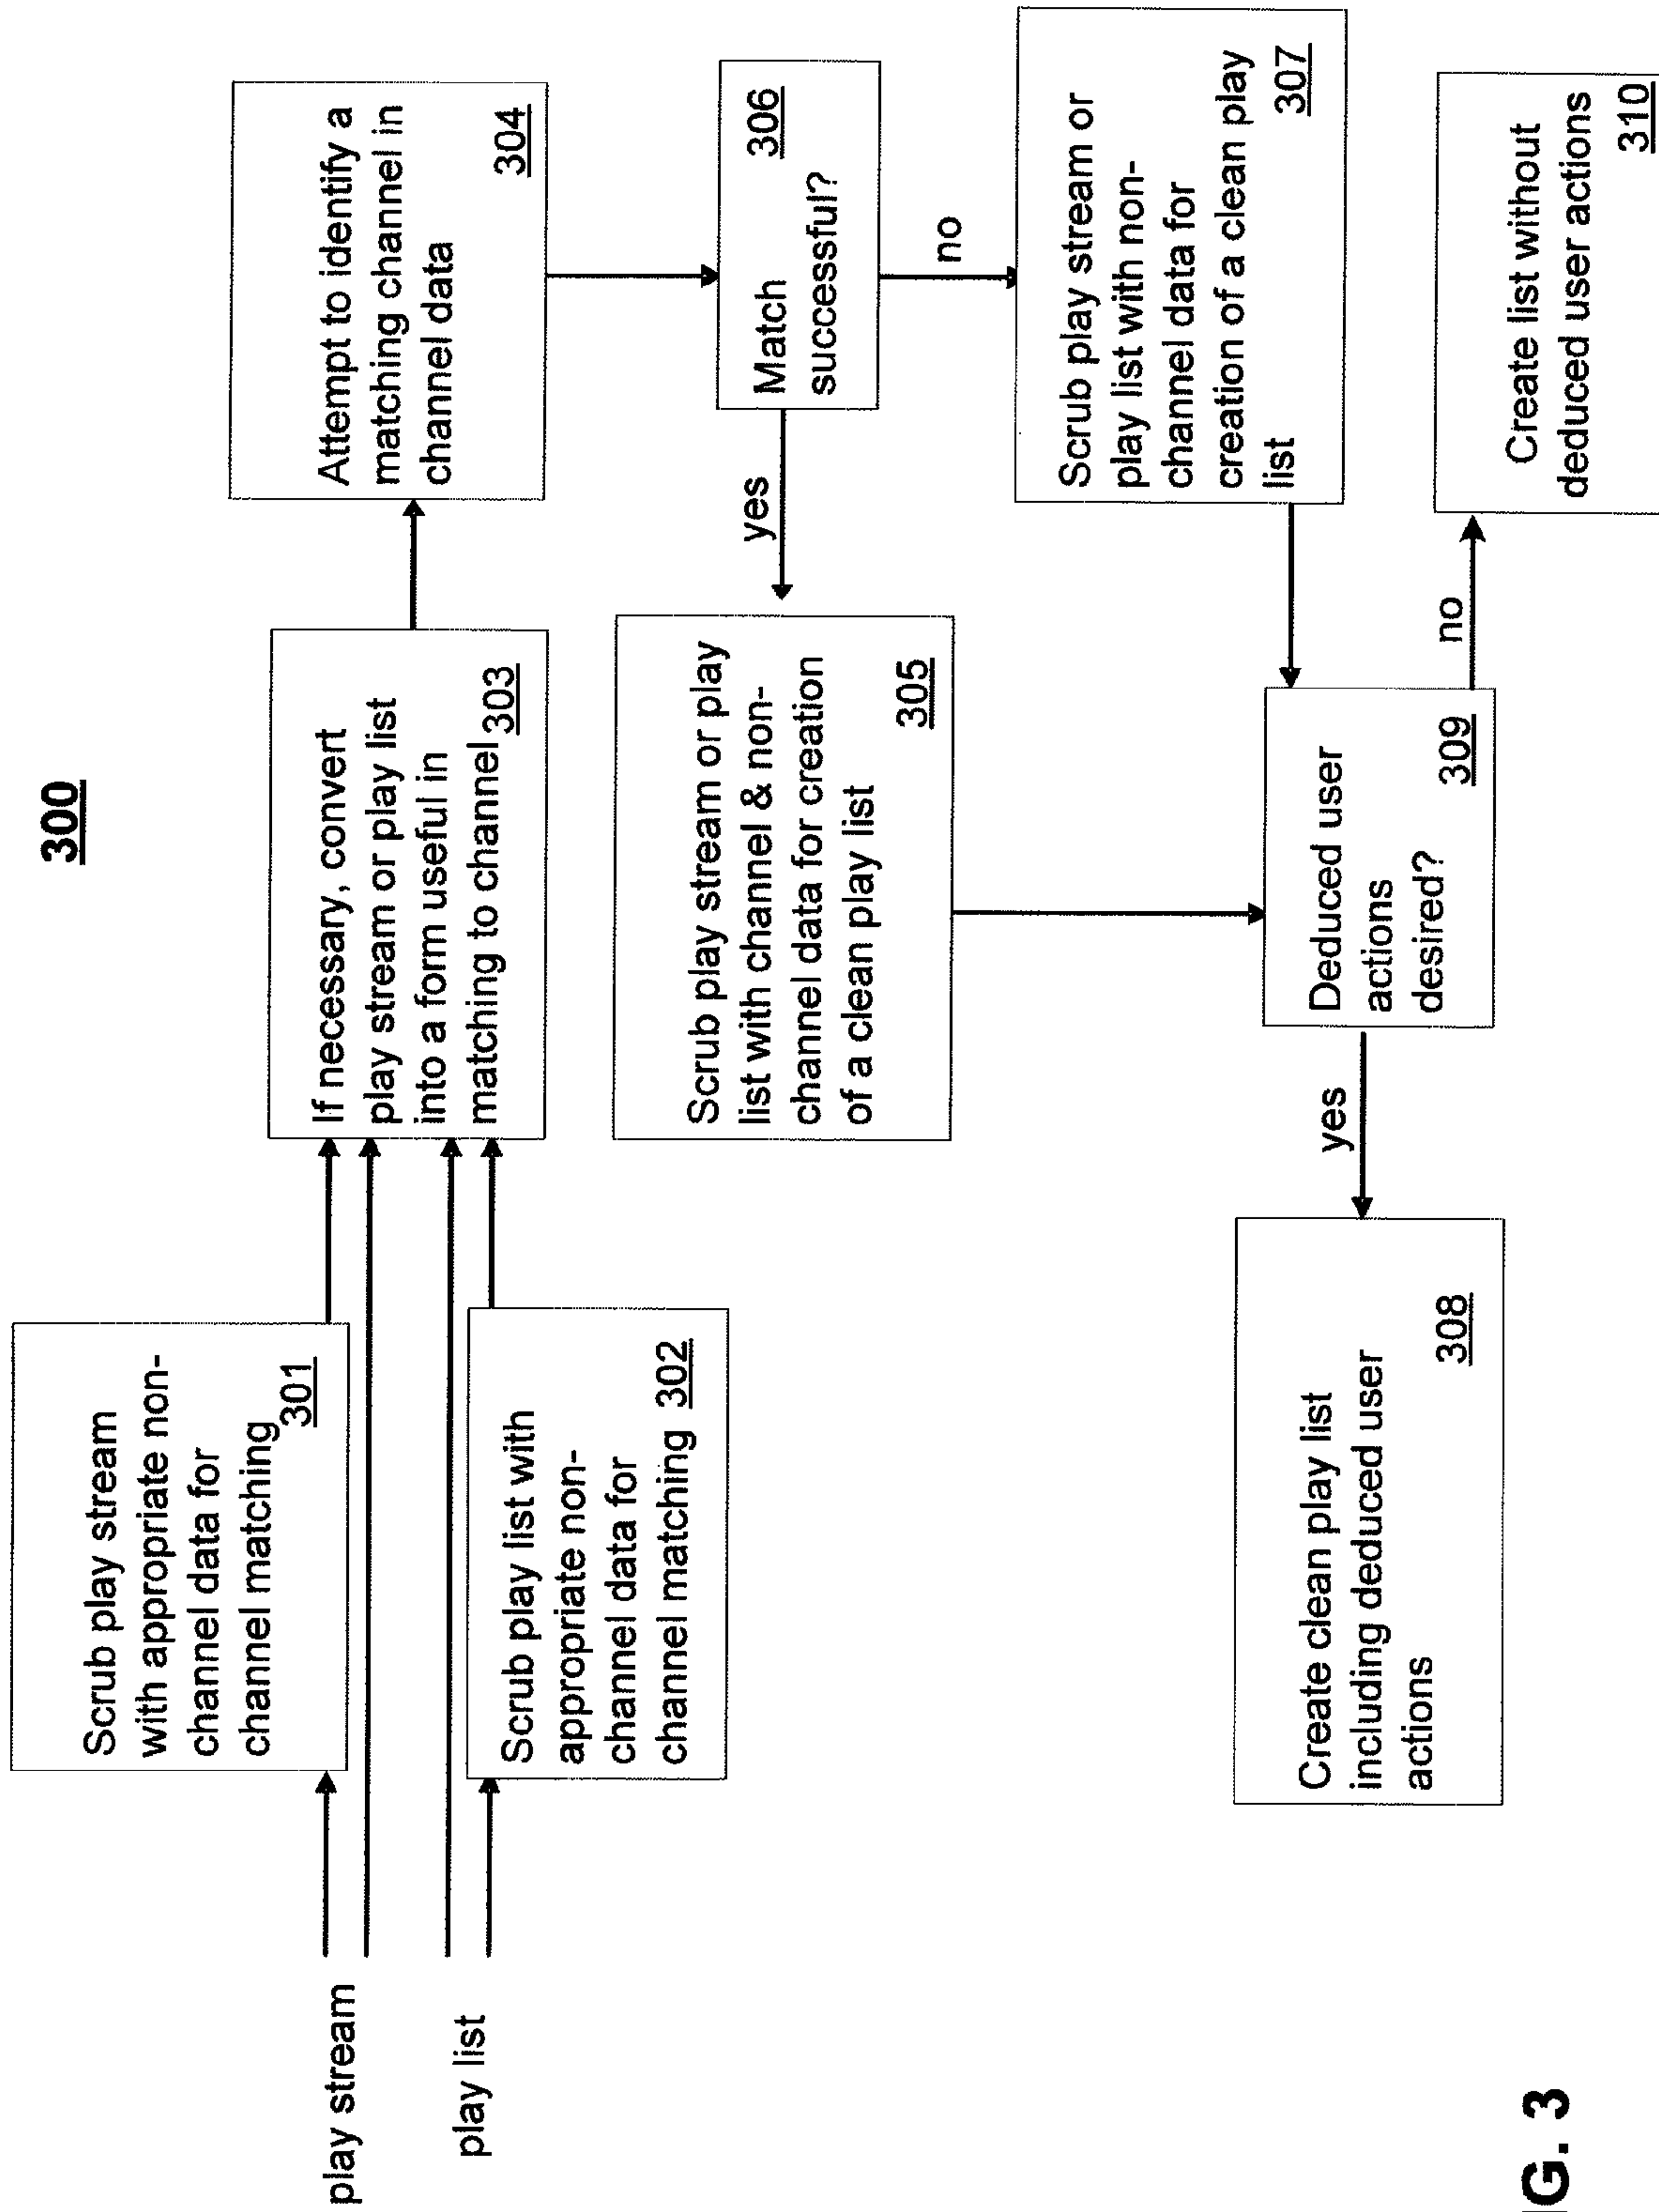 300
Scrub play stream
with appropriate non-
channel data for
channel matching
301
play stream
play list
Scrub play list with
appropriate non-
channel data for
channel matching 302
If necessary, convert
play stream or play list
into a form useful in
matching to channel 303
Attempt to identify a
matching channel in
channel data
304
Match 306
successful?
yes
no
Scrub play stream or play
list with channel & non-
channel data for creation
of a clean play list
305
Scrub play stream or
play list with non-
channel data for
creation of a clean play
list
307
Deduced user
actions
desired?
309
yes
no
Create clean play list
including deduced user
actions
308
Create list without
deduced user actions
310
G. 3